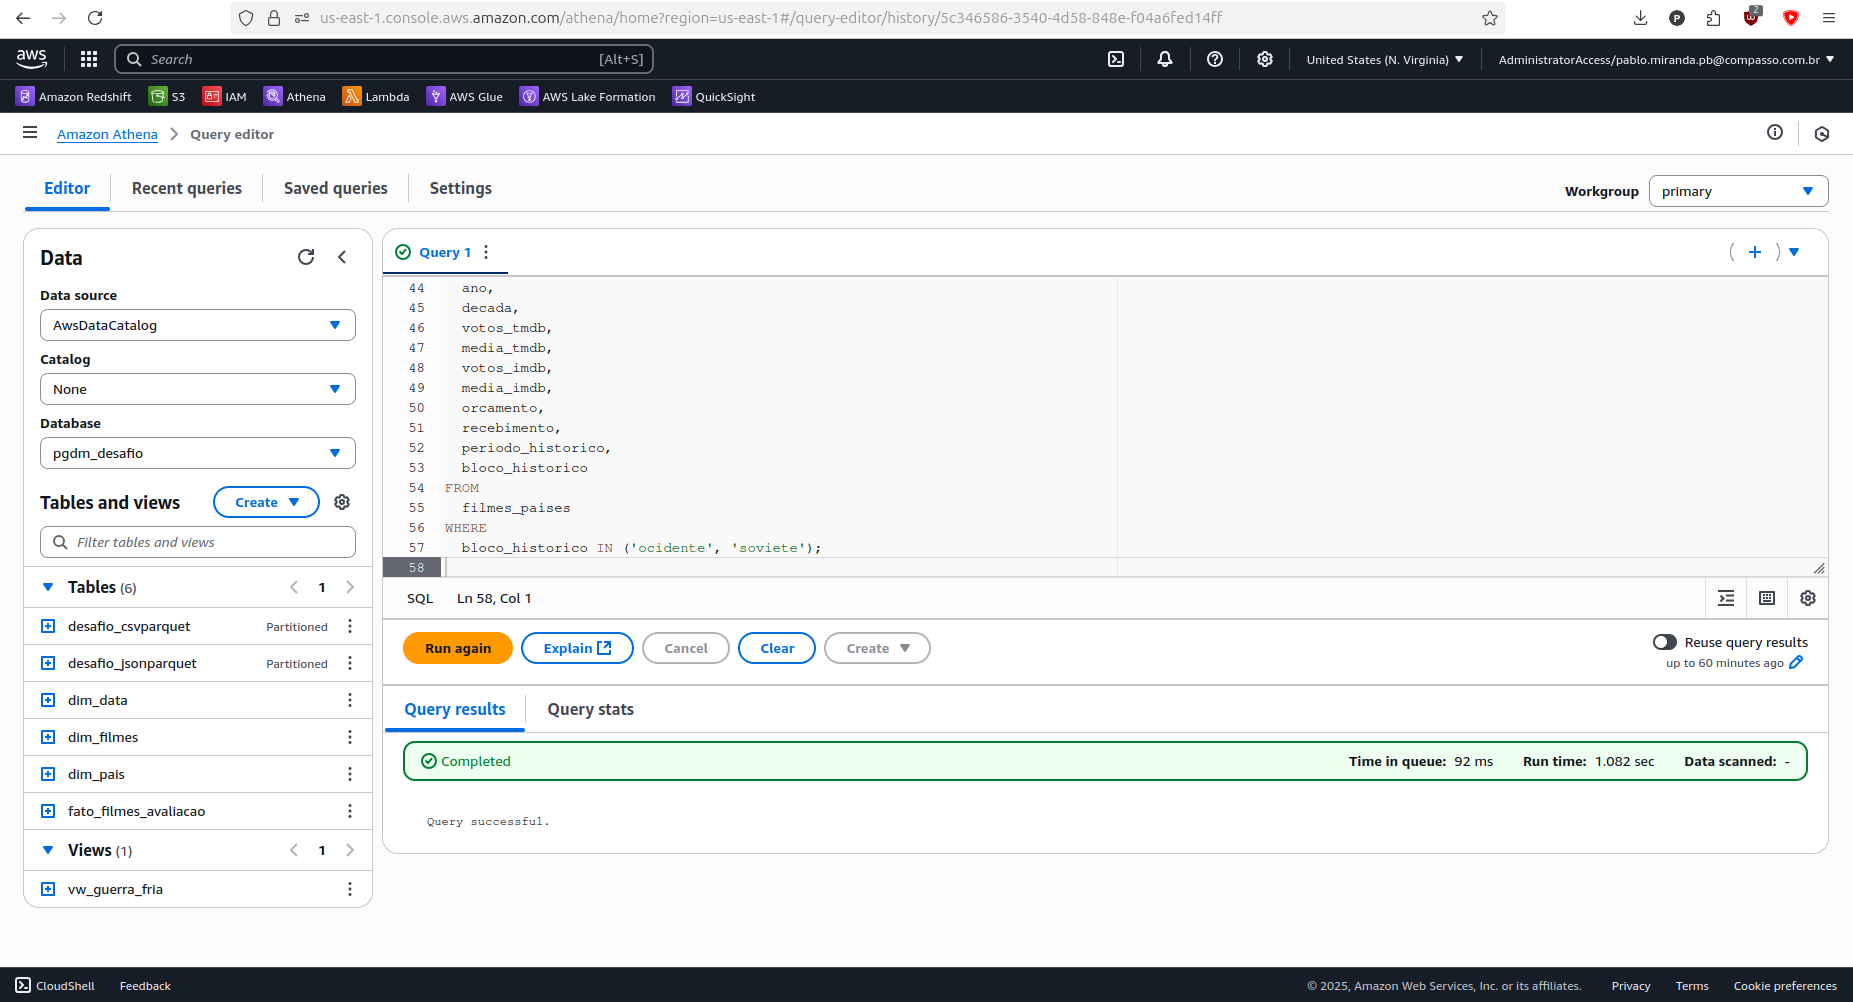 us-east-1.console.aws.amazon.com/athena/home?region=us-east-1#/query-editor/history/5c346586-3540-4d58-848e-f04a6fed14ff
2
P
aws
Search
[Alt+S]
United States (N. Virginia)
AdministratorAccess/pablo.miranda.pb@compasso.com.br
Amazon Redshift
S3
IAM
Athena
Lambda
AWS Glue
AWS Lake Formation
QuickSight
Amazon Athena
Query editor
Editor
Recent queries
Saved queries
Settings
Workgroup
primary
Data
Data source
AwsDataCatalog
Catalog
None
Database
pgdm_desafio
Tables and views
Create
Filter tables and views
Tables (6)
1
desafio_csvparquet
Partitioned
desafio_jsonparquet
Partitioned
dim_data
dim_filmes
dim_pais
fato_filmes_avaliacao
Views (1)
1
vw_guerra_fria
Query 1
44 ano,
45 decada,
46 votos_tmdb,
47 media_tmdb,
48 votos_imdb,
49 media_imdb,
50 orcamento,
51 recebimento,
52 periodo_historico,
53 bloco_historico
54 FROM
55 filmes_paises
56 WHERE
57 bloco_historico IN ('ocidente', 'soviete');
58
SQL
Ln 58, Col 1
Run again
Explain
Cancel
Clear
Create
Reuse query results
up to 60 minutes ago
Query results
Query stats
Completed
Time in queue: 92 ms
Run time: 1.082 sec
Data scanned: -
Query successful.
CloudShell
Feedback
© 2025, Amazon Web Services, Inc. or its affiliates.
Privacy
Terms
Cookie preferences